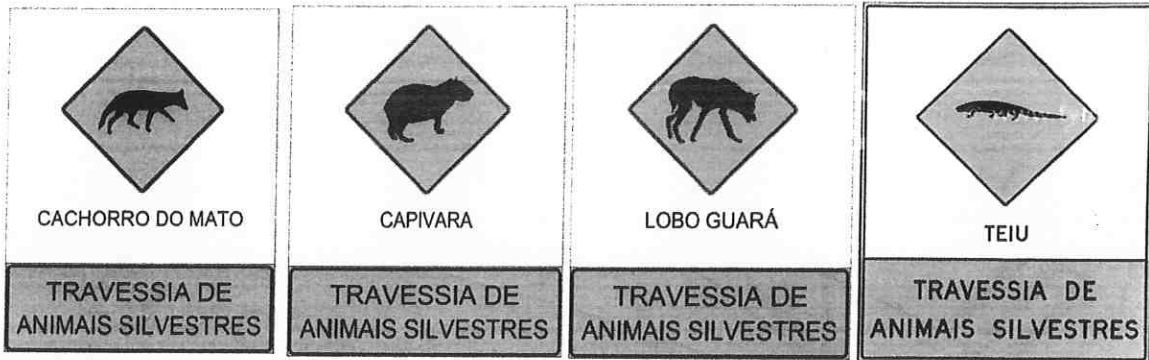 CACHORRO DO MATO
TRAVESSIA DE
ANIMAIS SILVESTRES
CAPIVARA
TRAVESSIA DE
ANIMAIS SILVESTRES
LOBO GUARÁ
TRAVESSIA DE
ANIMAIS SILVESTRES
TEIU
TRAVESSIA DE
ANIMAIS SILVESTRES